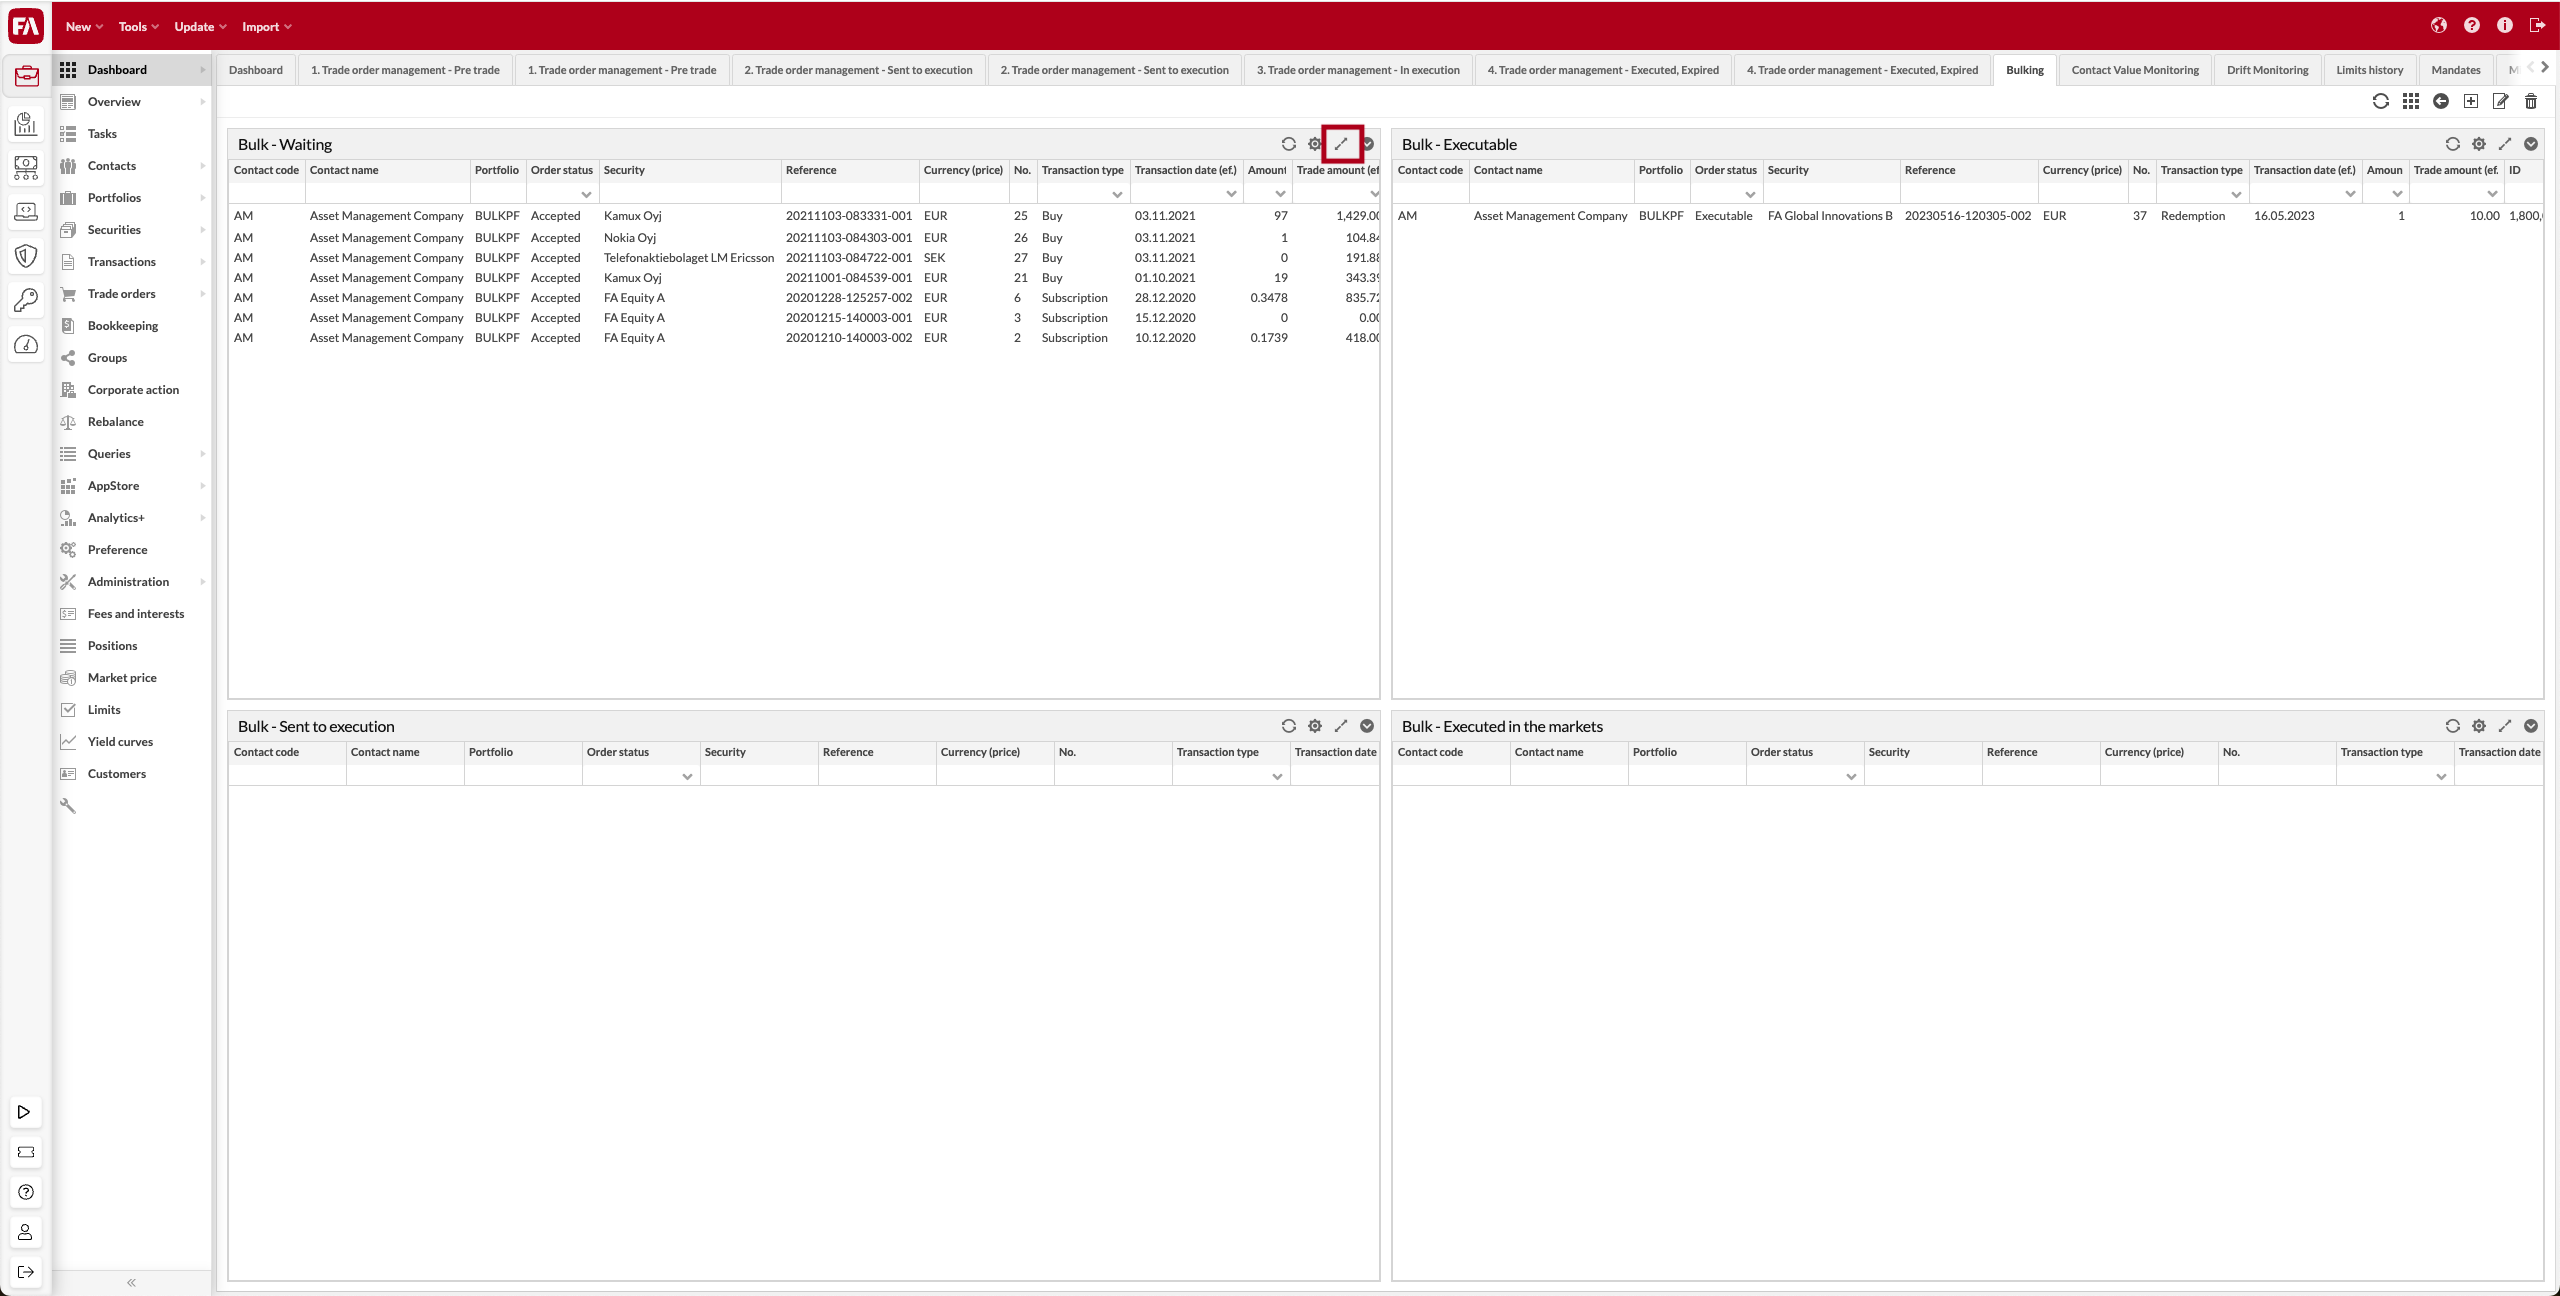 FA New Tools Update Import
Dashboard
Overview
Tasks
Contacts
Portfolios
Securities
Transactions
Trade orders
Bookkeeping
Groups
Corporate action
Rebalance
Queries
AppStore
Analytics+
Preference
Administration
Fees and interests
Positions
Market price
Limits
Yield curves
Customers
Dashboard 1. Trade order management - Pre trade 1. Trade order management - Pre trade 2. Trade order management - Sent to execution 2. Trade order management - Sent to execution 3. Trade order management - In execution 4. Trade order management - Executed, Expired 4. Trade order management - Executed, Expired Bulking Contact Value Monitoring Drift Monitoring Limits history Mandates
Bulk - Waiting
Contact code Contact name Portfolio Order status Security Reference Currency (price) No. Transaction type Transaction date (ef.) Amount Trade amount (ef
AM Asset Management Company BULKPF Accepted Kamux Oyj 20211103-083331-001 EUR 25 Buy 03.11.2021 97 1,429.00
AM Asset Management Company BULKPF Accepted Nokia Oyj 20211103-084303-001 EUR 26 Buy 03.11.2021 1 104.84
AM Asset Management Company BULKPF Accepted Telefonaktiebolaget LM Ericsson 20211103-084722-001 SEK 27 Buy 03.11.2021 0 191.88
AM Asset Management Company BULKPF Accepted Kamux Oyj 20211001-084539-001 EUR 21 Buy 01.10.2021 19 343.39
AM Asset Management Company BULKPF Accepted FA Equity A 20201228-125257-002 EUR 6 Subscription 28.12.2020 0.3478 835.72
AM Asset Management Company BULKPF Accepted FA Equity A 20201215-140003-001 EUR 3 Subscription 15.12.2020 0 0.00
AM Asset Management Company BULKPF Accepted FA Equity A 20201210-140003-002 EUR 2 Subscription 10.12.2020 0.1739 418.00
Bulk - Executable
Contact code Contact name Portfolio Order status Security Reference Currency (price) No. Transaction type Transaction date (ef.) Amoun Trade amount (ef. ID
AM Asset Management Company BULKPF Executable FA Global Innovations B 20230516-120305-002 EUR 37 Redemption 16.05.2023 1 10.00 1,800,
Bulk - Sent to execution
Contact code Contact name Portfolio Order status Security Reference Currency (price) No. Transaction type Transaction date
Bulk - Executed in the markets
Contact code Contact name Portfolio Order status Security Reference Currency (price) No. Transaction type Transaction date